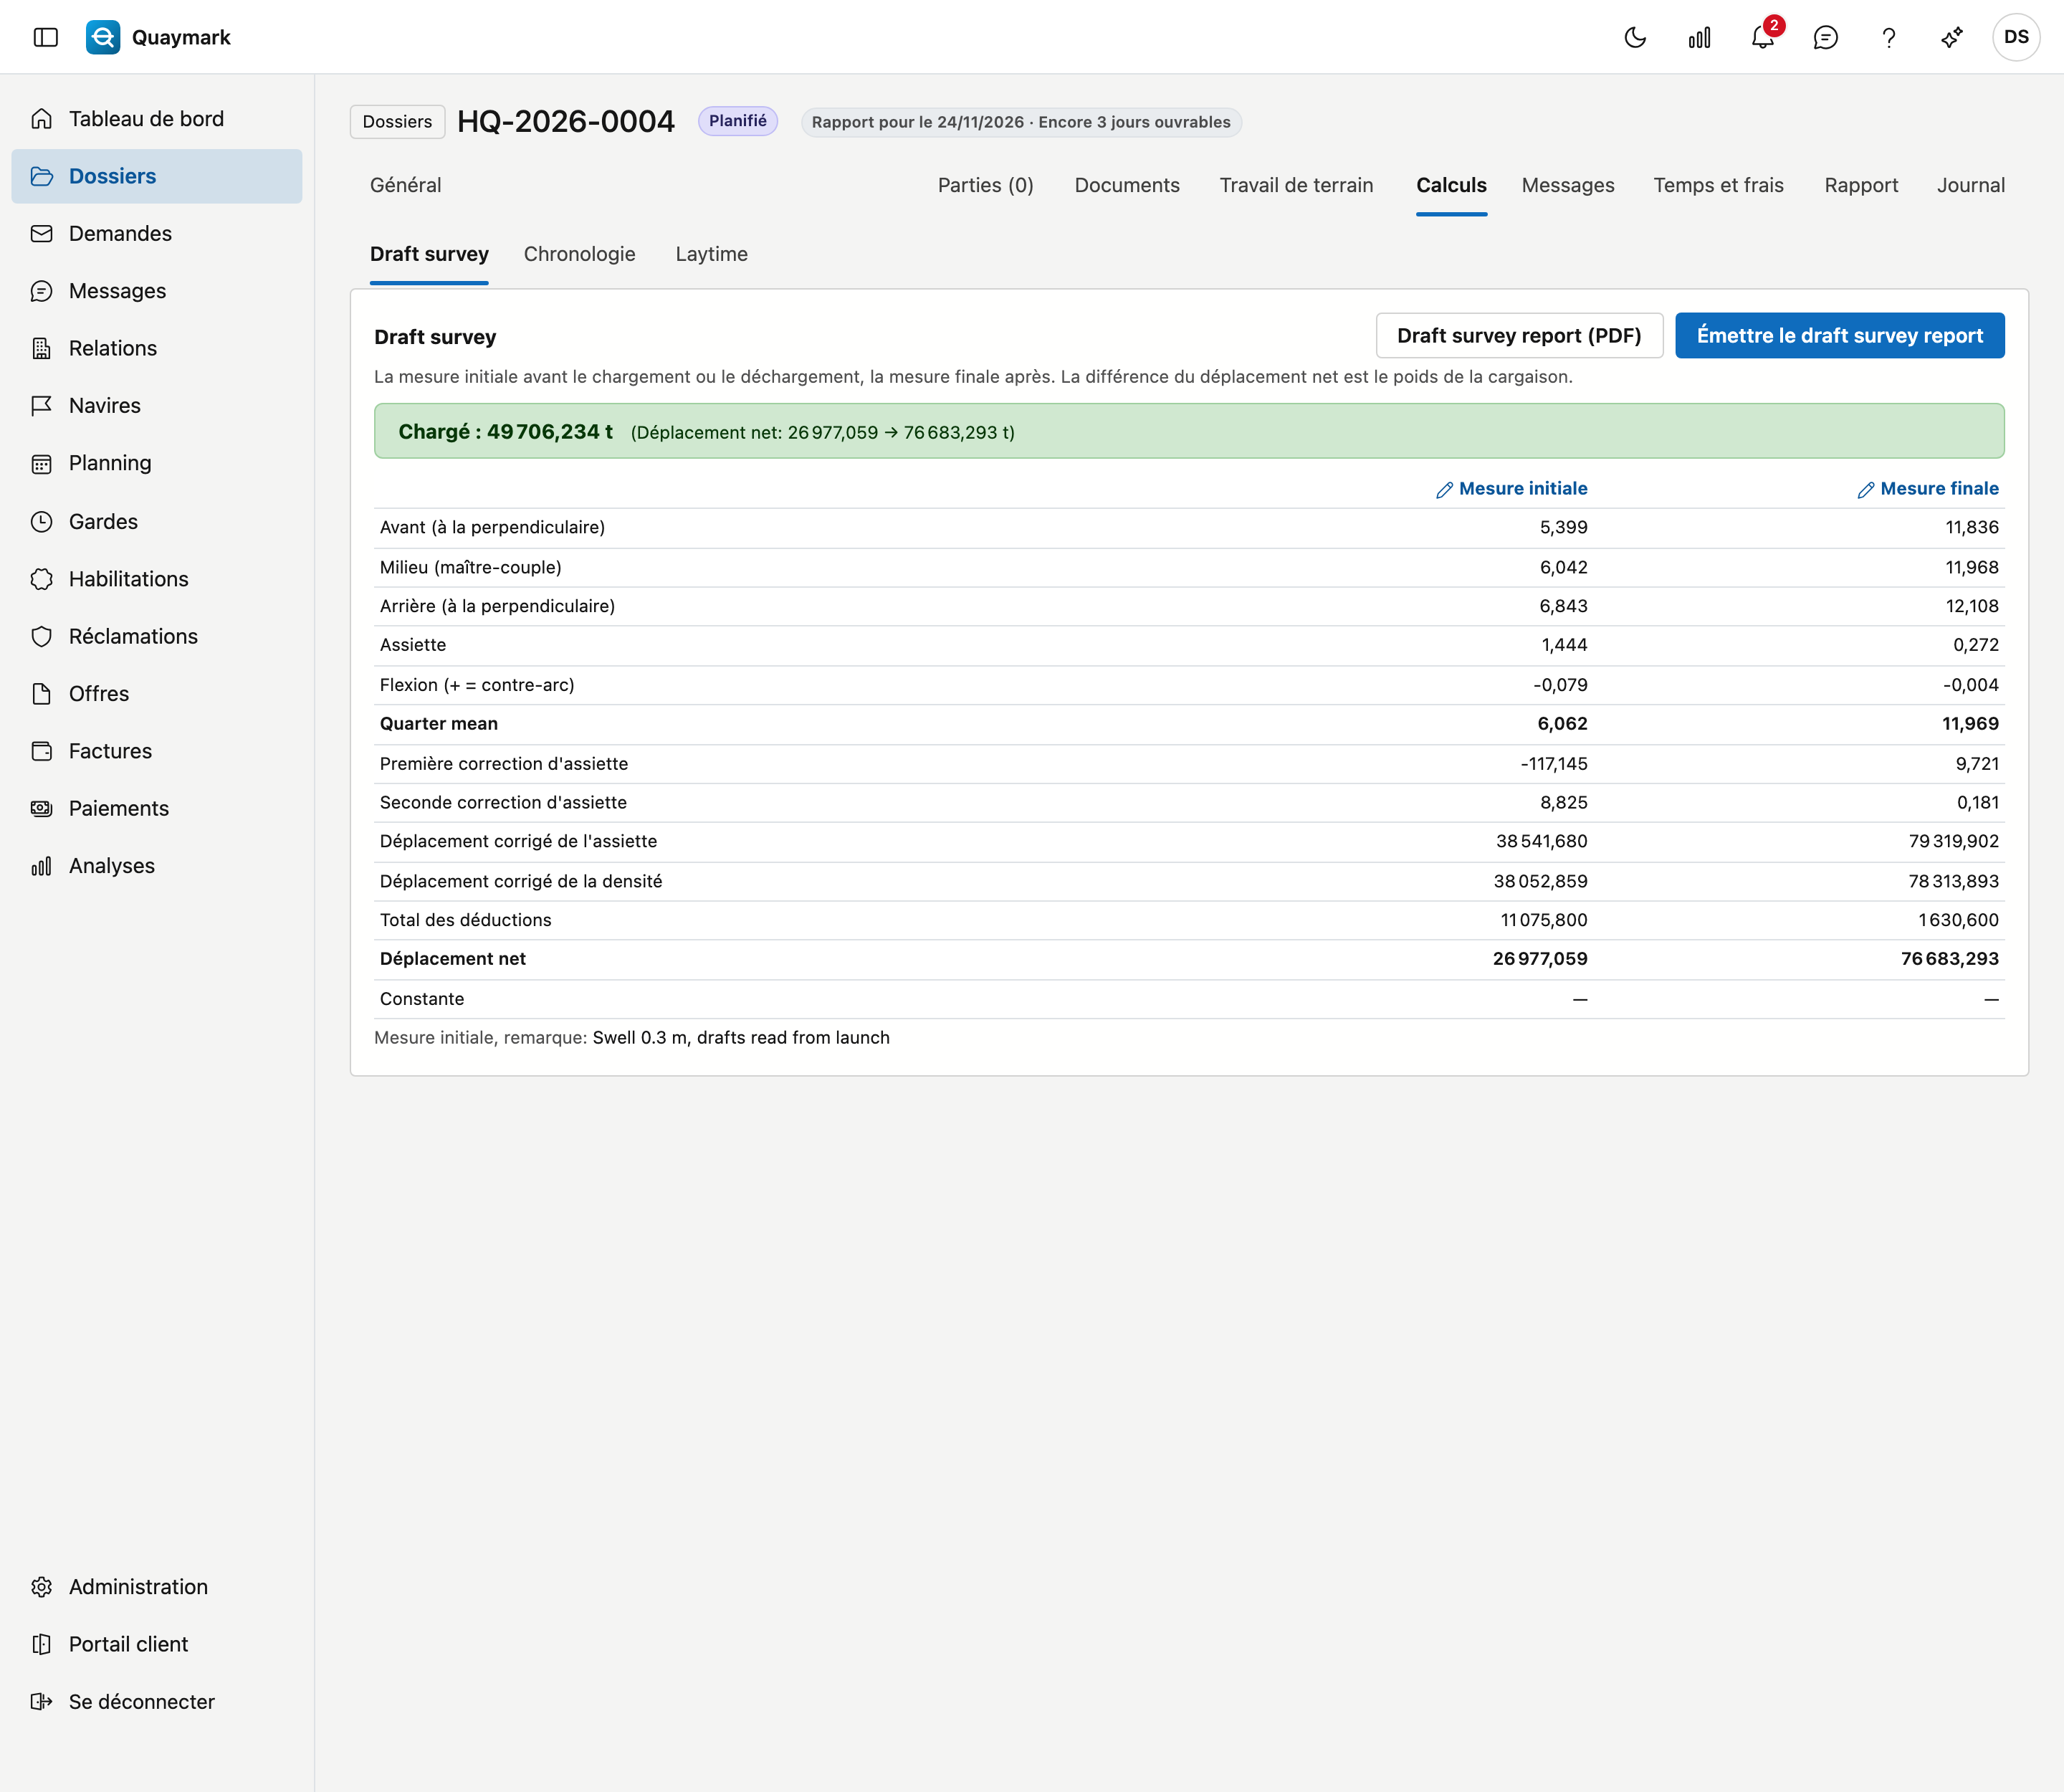 Quaymark
2
DS
Tableau de bord
Dossiers
Demandes
Messages
Relations
Navires
Planning
Gardes
Habilitations
Réclamations
Offres
Factures
Paiements
Analyses
Administration
Portail client
Se déconnecter
Dossiers HQ-2026-0004 Planifié Rapport pour le 24/11/2026 · Encore 3 jours ouvrables
Général Parties (0) Documents Travail de terrain Calculs Messages Temps et frais Rapport Journal
Draft survey Chronologie Laytime
Draft survey Draft survey report (PDF) Émettre le draft survey report
La mesure initiale avant le chargement ou le déchargement, la mesure finale après. La différence du déplacement net est le poids de la cargaison.
Chargé : 49 706,234 t (Déplacement net: 26 977,059 → 76 683,293 t)
Mesure initiale Mesure finale
Avant (à la perpendiculaire) 5,399 11,836
Milieu (maître-couple) 6,042 11,968
Arrière (à la perpendiculaire) 6,843 12,108
Assiette 1,444 0,272
Flexion (+ = contre-arc) -0,079 -0,004
Quarter mean 6,062 11,969
Première correction d'assiette -117,145 9,721
Seconde correction d'assiette 8,825 0,181
Déplacement corrigé de l'assiette 38 541,680 79 319,902
Déplacement corrigé de la densité 38 052,859 78 313,893
Total des déductions 11 075,800 1 630,600
Déplacement net 26 977,059 76 683,293
Constante — —
Mesure initiale, remarque: Swell 0.3 m, drafts read from launch